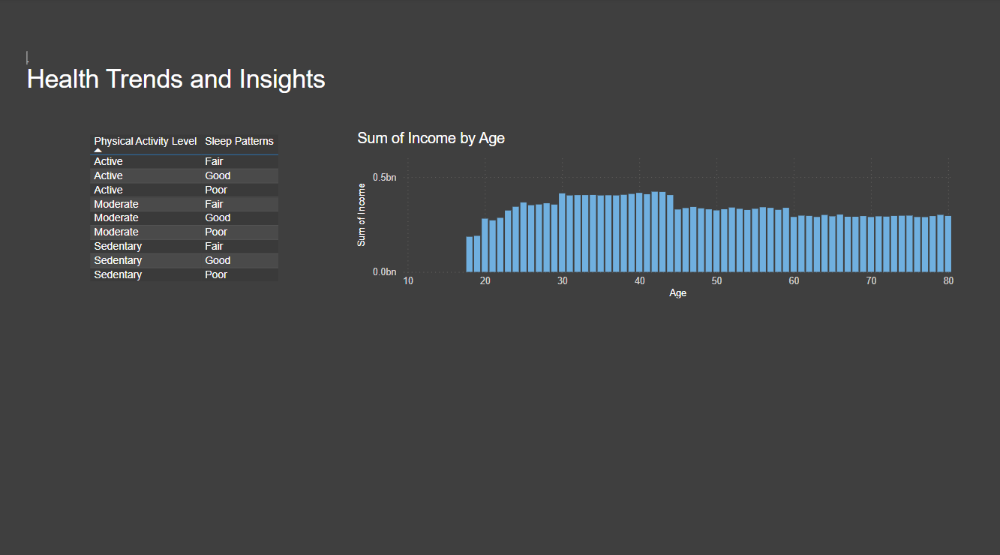 Health Trends and Insights
Physical Activity Level Sleep Patterns
Active Fair
Active Good
Active Poor
Moderate Fair
Moderate Good
Moderate Poor
Sedentary Fair
Sedentary Good
Sedentary Poor
Sum of Income by Age
Sum of Income
0.5bn
0.0bn
10 20 30 40 50 60 70 80
Age